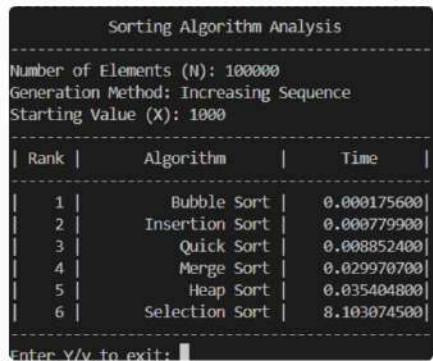 Sorting Algorithm Analysis
Number of Elements (N): 100000
Generation Method: Increasing Sequence
Starting Value (X): 1000
| Rank | Algorithm | Time |
| 1 | Bubble Sort | 0.000175600|
| 2 | Insertion Sort | 0.000779900|
| 3 | Quick Sort | 0.008852400|
| 4 | Merge Sort | 0.029970700|
| 5 | Heap Sort | 0.035404800|
| 6 | Selection Sort | 8.103074500|
Enter Y/y to exit: